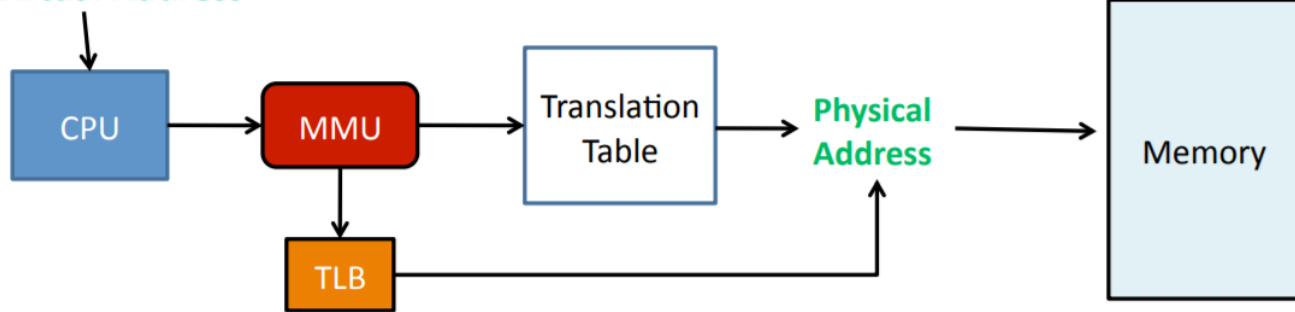 CPU
MMU
Translation
Table
Physical
Address
Memory
TLB